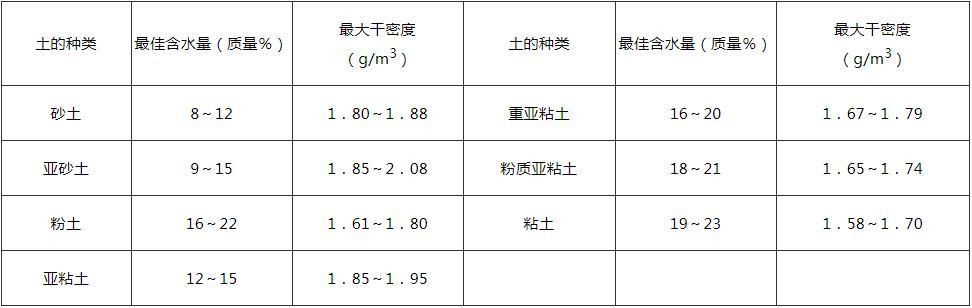 土的种类 最佳含水量（质量％） 最大干密度（g/m3） 土的种类 最佳含水量（质量％） 最大干密度（g/m3）
砂土 8～12 1．80～1．88 重亚粘土 16～20 1．67～1．79
亚砂土 9～15 1．85～2．08 粉质亚粘土 18～21 1．65～1．74
粉土 16～22 1．61～1．80 粘土 19～23 1．58～1．70
亚粘土 12～15 1．85～1．95